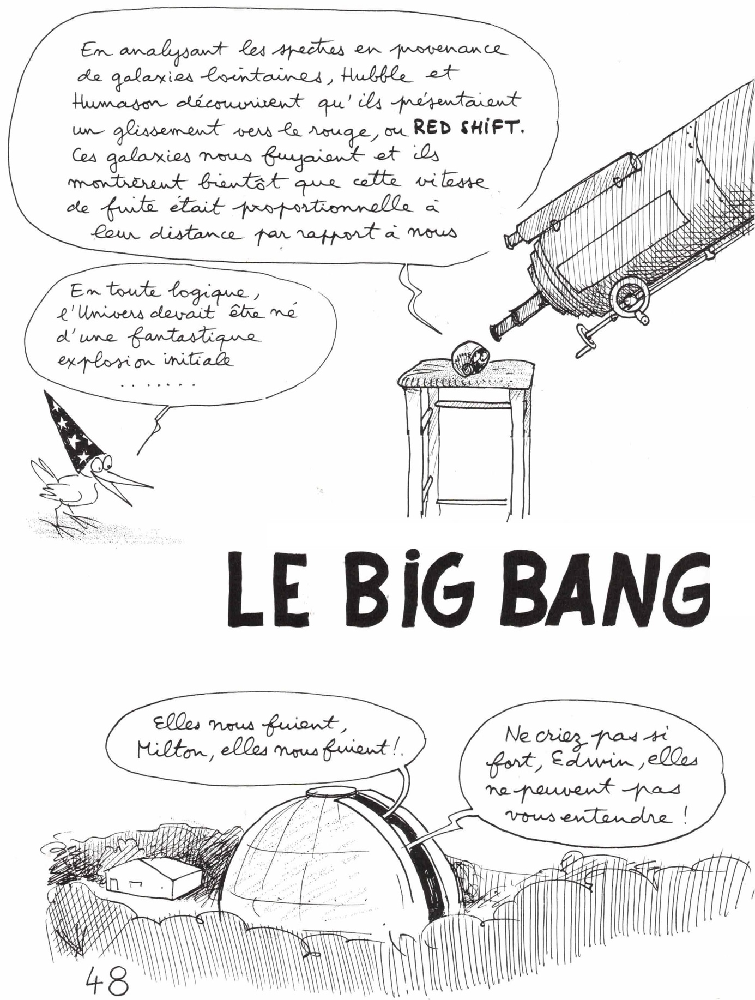 En analysant les spectres en provenance
de galaxies lointaines, Hubble et
Humason découvrirent qu'ils présentaient
un glissement vers le rouge, ou RED SHiFT.
Ces galaxies nous fuyaient et ils
montrèrent bientôt que cette vitesse
de fuite était proportionnelle à
leur distance par rapport à nous
En toute logique,
l'Univers devait être né
d'une fantastique
explosion initiale
.......
LE BiG BANG
Elles nous fuient,
Milton, elles nous fuient!.
Ne criez pas si
fort, Edwin, elles
ne peuvent pas
vous entendre !
48